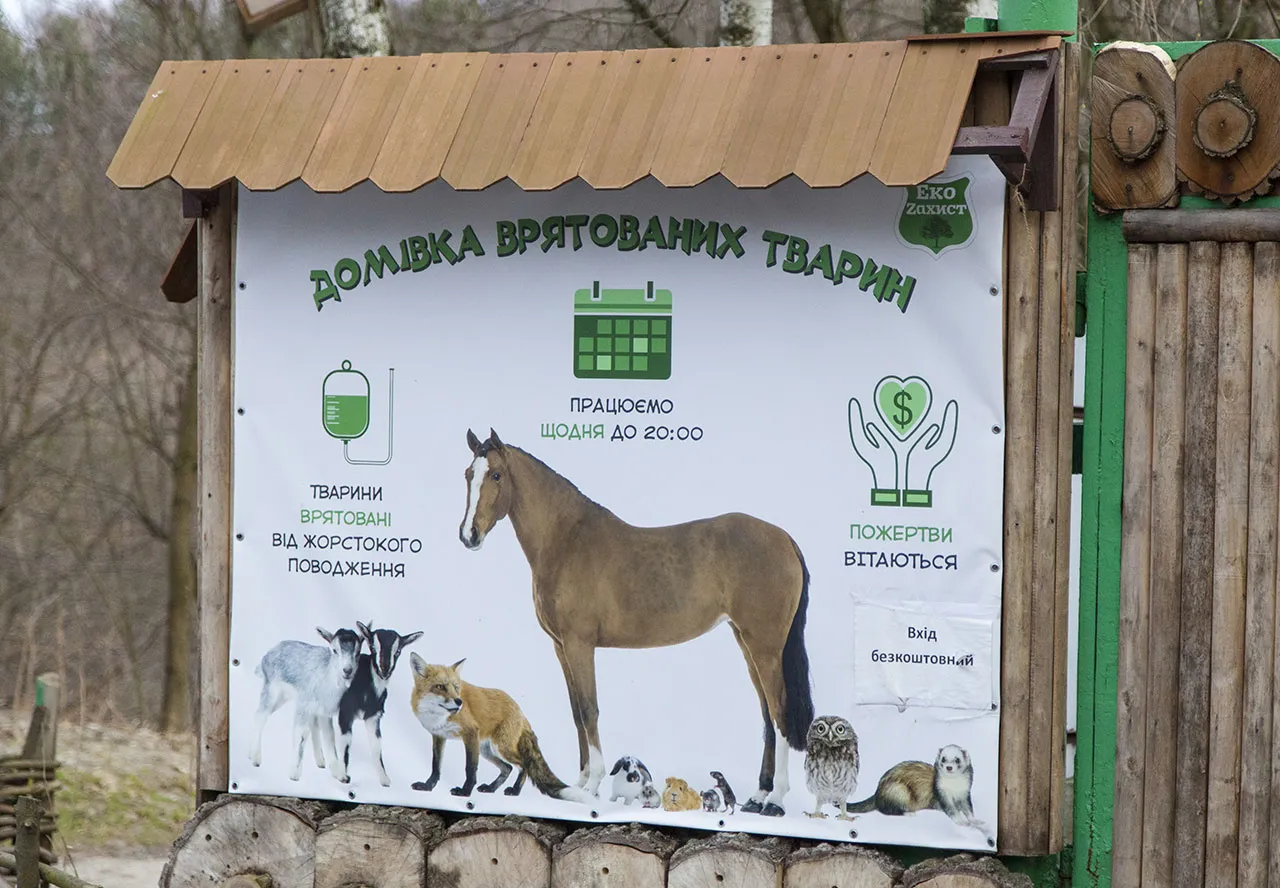 Еко
Zахист
ДОМІВКА ВРЯТОВАНИХ ТВАРИН
ПРАЦЮЄМО
ЩОДНЯ ДО 20:00
$
ТВАРИНИ
ВРЯТОВАНІ
ВІД ЖОРСТОКОГО
ПОВОДЖЕННЯ
ПОЖЕРТВИ
ВІТАЮТЬСЯ
Вхід
безкоштовний